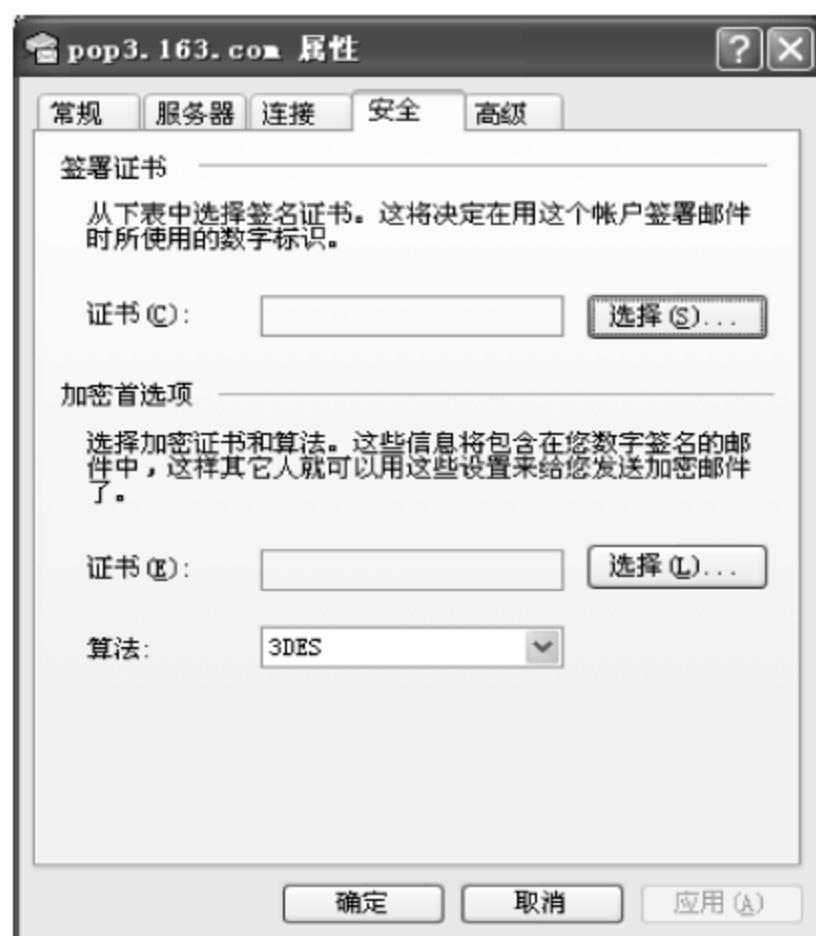 pop3.163.com 属性
常规 服务器 连接 安全 高级
签署证书
从下表中选择签名证书。这将决定在用这个帐户签署邮件
时所使用的数字标识。
证书(C): 选择(S)...
加密首选项
选择加密证书和算法。这些信息将包含在您数字签名的邮
件中，这样其它人就可以用这些设置来给您发送加密邮件
了。
证书(E): 选择(L)...
算法: 3DES
确定 取消 应用(A)